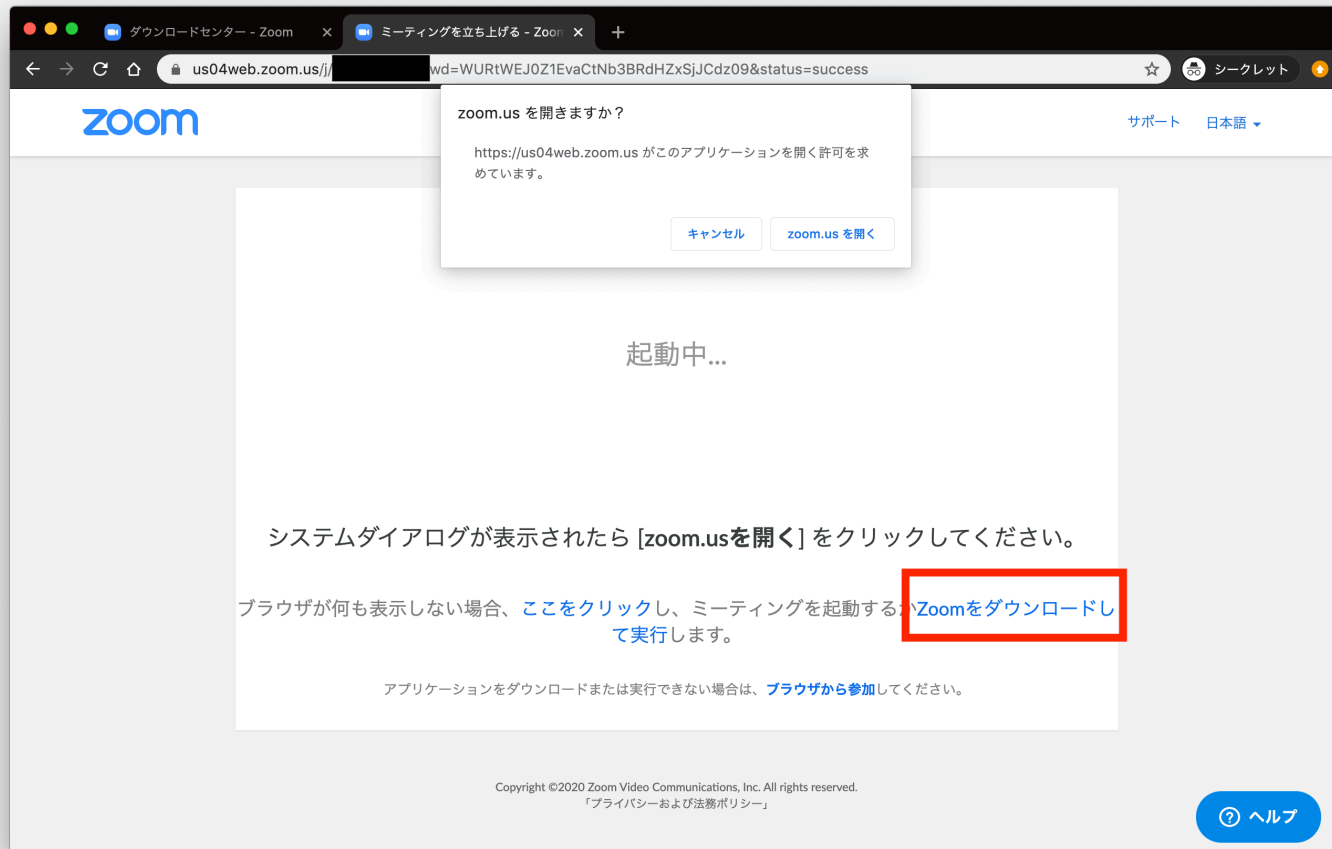 ダウンロードセンター - Zoom
ミーティングを立ち上げる - Zoon
us04web.zoom.us/j/
wd=WURtWEJ0Z1EvaCtNb3BRdHZxSjJCdz09&status=success
シークレット
zoom
サポート
日本語
zoom.us を開きますか？
https://us04web.zoom.us がこのアプリケーションを開く許可を求
めています。
キャンセル
zoom.us を開く
起動中...
システムダイアログが表示されたら [zoom.usを開く] をクリックしてください。
ブラウザが何も表示しない場合、ここをクリックし、ミーティングを起動するかZoomをダウンロードし
て実行します。
アプリケーションをダウンロードまたは実行できない場合は、ブラウザから参加してください。
Copyright ©2020 Zoom Video Communications, Inc. All rights reserved.
「プライバシーおよび法務ポリシー」
ヘルプ